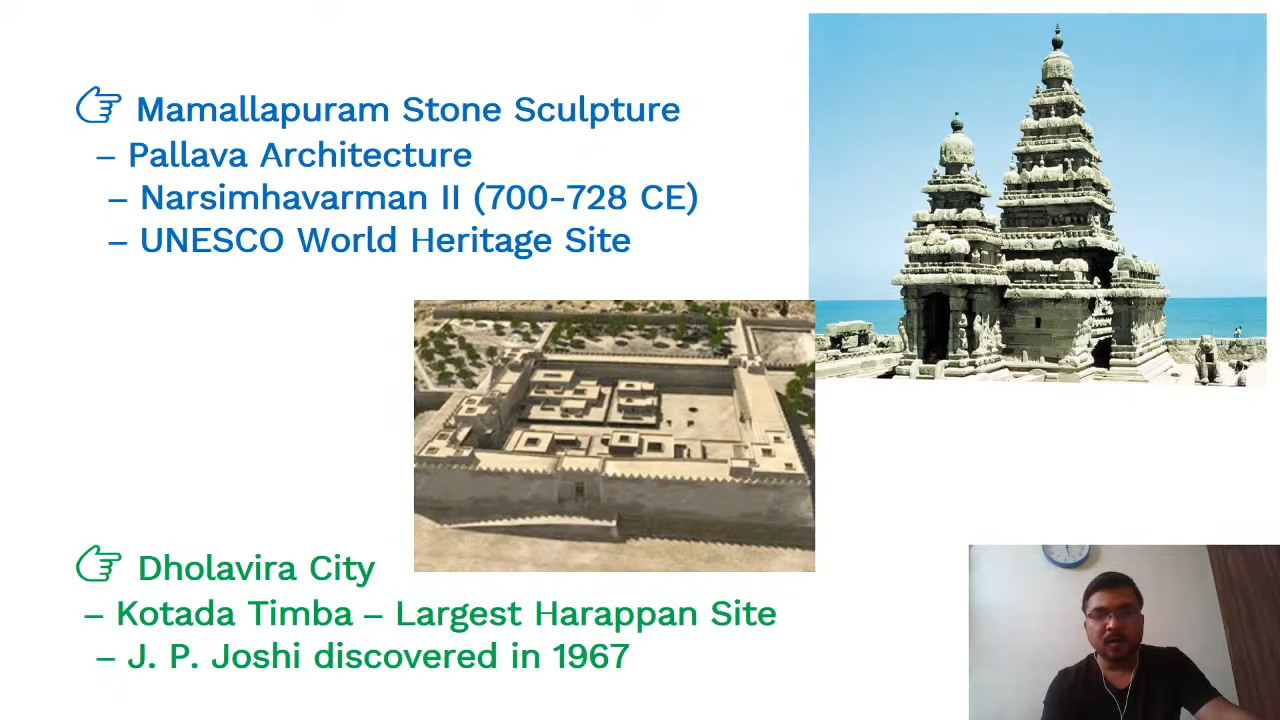 Mamallapuram Stone Sculpture
– Pallava Architecture
– Narsimhavarman II (700-728 CE)
– UNESCO World Heritage Site
Dholavira City
– Kotada Timba – Largest Harappan Site
– J. P. Joshi discovered in 1967